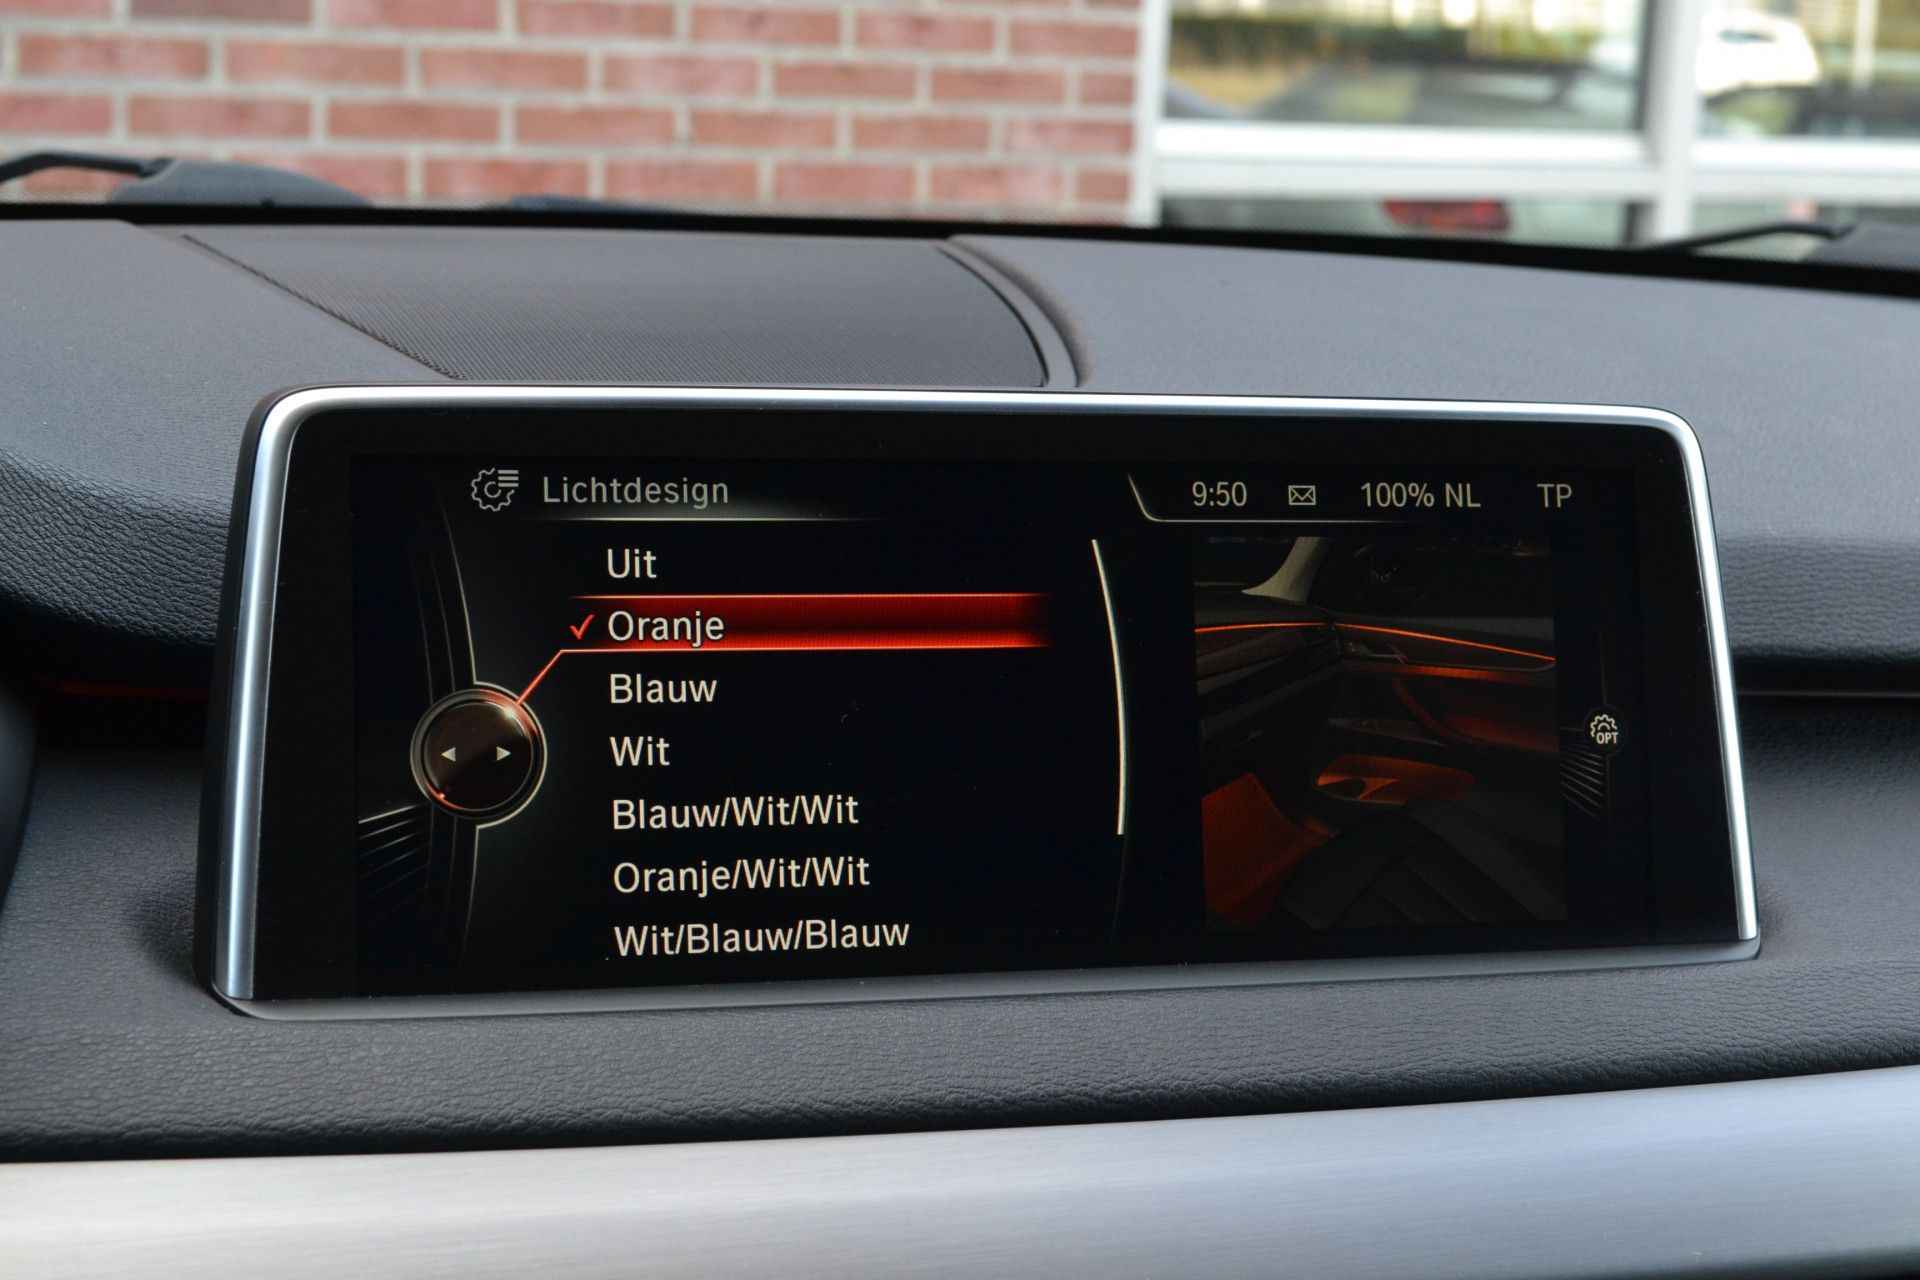 Lichtdesign
9:50 100% NL TP
Uit
Oranje
Blauw
Wit
Blauw/Wit/Wit
Oranje/Wit/Wit
Wit/Blauw/Blauw
OPT